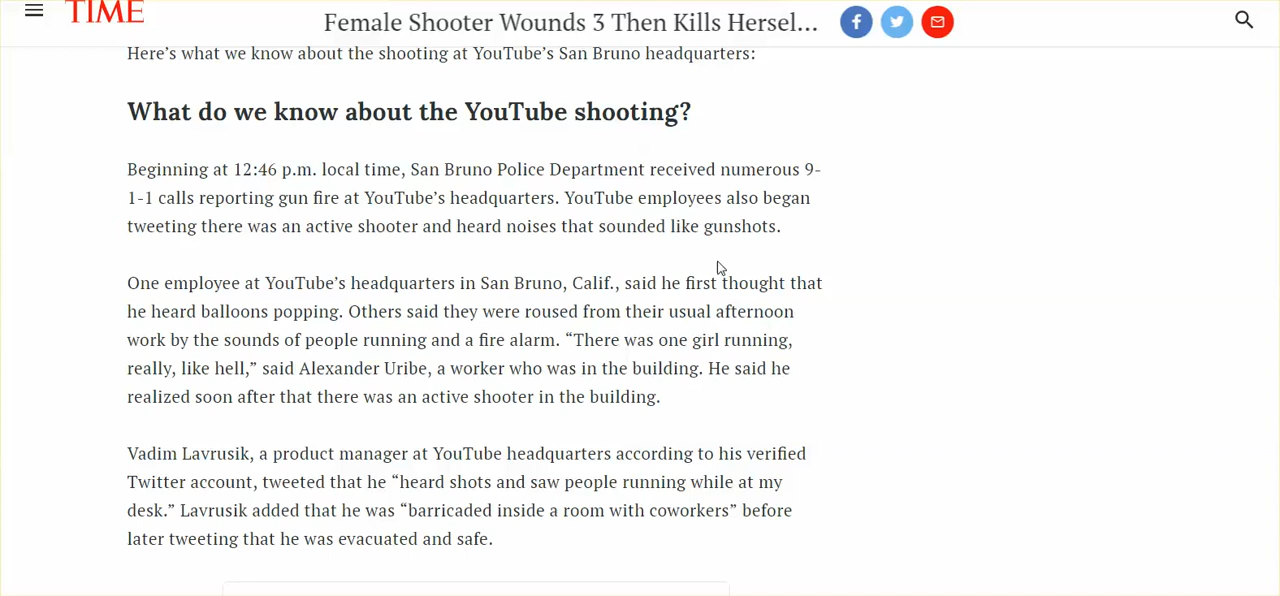 TIME
Female Shooter Wounds 3 Then Kills Hersel...
Here’s what we know about the shooting at YouTube’s San Bruno headquarters:
What do we know about the YouTube shooting?
Beginning at 12:46 p.m. local time, San Bruno Police Department received numerous 9-
1-1 calls reporting gun fire at YouTube’s headquarters. YouTube employees also began
tweeting there was an active shooter and heard noises that sounded like gunshots.
One employee at YouTube’s headquarters in San Bruno, Calif., said he first thought that
he heard balloons popping. Others said they were roused from their usual afternoon
work by the sounds of people running and a fire alarm. “There was one girl running,
really, like hell,” said Alexander Uribe, a worker who was in the building. He said he
realized soon after that there was an active shooter in the building.
Vadim Lavrusik, a product manager at YouTube headquarters according to his verified
Twitter account, tweeted that he “heard shots and saw people running while at my
desk.” Lavrusik added that he was “barricaded inside a room with coworkers” before
later tweeting that he was evacuated and safe.